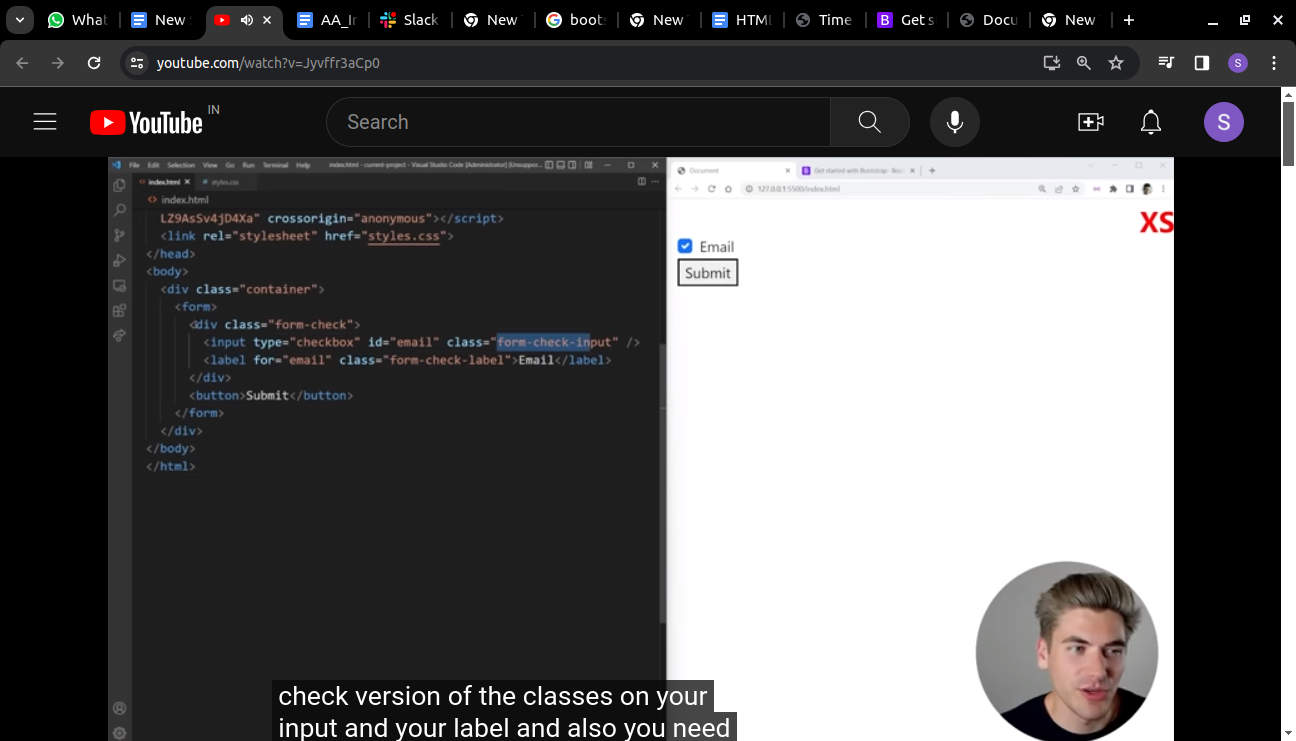 What
New
AA_Ir
Slack
New
boots
New
HTML
Time
Get s
Docu
New
youtube.com/watch?v=Jyvffr3aCp0
S
YouTube IN
Search
S
File Edit Selection View Go Run Terminal Help
index.html - current-project - Visual Studio Code [Administrator]
index.html
styles.css
index.html
LZ9AsSv4jD4Xa" crossorigin="anonymous"></script>
<link rel="stylesheet" href="styles.css">
</head>
<body>
<div class="container">
<form>
<div class="form-check">
<input type="checkbox" id="email" class="form-check-input" />
<label for="email" class="form-check-label">Email</label>
</div>
<button>Submit</button>
</form>
</div>
</body>
</html>
Document
Get started with Bootstrap
127.0.0.1:5500/index.html
XS
Email
Submit
check version of the classes on your
input and your label and also you need